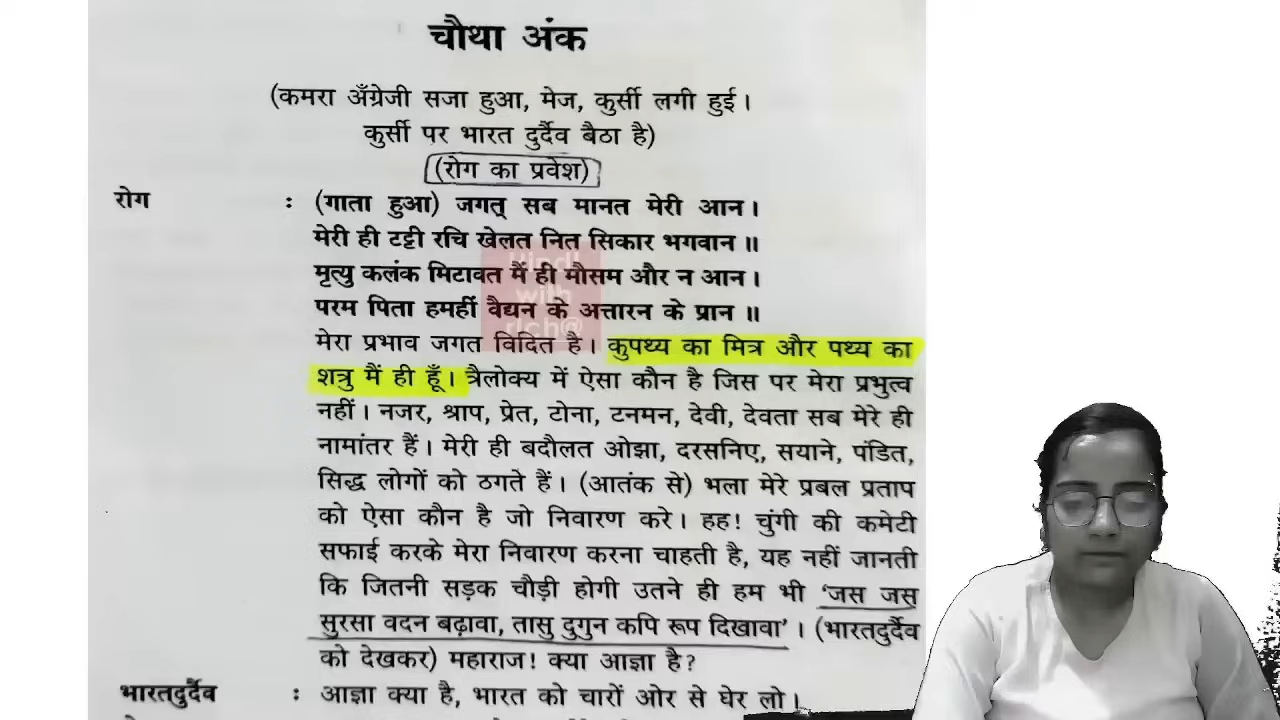 चौथा अंक
(कमरा अँग्रेजी सजा हुआ, मेज, कुर्सी लगी हुई।
कुर्सी पर भारत दुर्दैव बैठा है)
(रोग का प्रवेश)
रोग : (गाता हुआ) जगत् सब मानत मेरी आन।
मेरी ही टट्टी रचि खेलत नित सिकार भगवान॥
मृत्यु कलंक मिटावत मैं ही मौसम और न आन।
परम पिता हमहीं वैद्यन के अत्तारन के प्रान॥
मेरा प्रभाव जगत विदित है। कुपथ्य का मित्र और पथ्य का
शत्रु मैं ही हूँ। त्रैलोक्य में ऐसा कौन है जिस पर मेरा प्रभुत्व
नहीं। नजर, श्राप, प्रेत, टोना, टनमन, देवी, देवता सब मेरे ही
नामांतर हैं। मेरी ही बदौलत ओझा, दरसनिए, सयाने, पंडित,
सिद्ध लोगों को ठगते हैं। (आतंक से) भला मेरे प्रबल प्रताप
को ऐसा कौन है जो निवारण करे। हह! चुंगी की कमेटी
सफाई करके मेरा निवारण करना चाहती है, यह नहीं जानती
कि जितनी सड़क चौड़ी होगी उतने ही हम भी ‘जस जस
सुरसा वदन बढ़ावा, तासु दुगुन कपि रूप दिखावा’। (भारतदुर्दैव
को देखकर) महाराज! क्या आज्ञा है?
भारतदुर्दैव : आज्ञा क्या है, भारत को चारों ओर से घेर लो।
Hindi
with
rich@